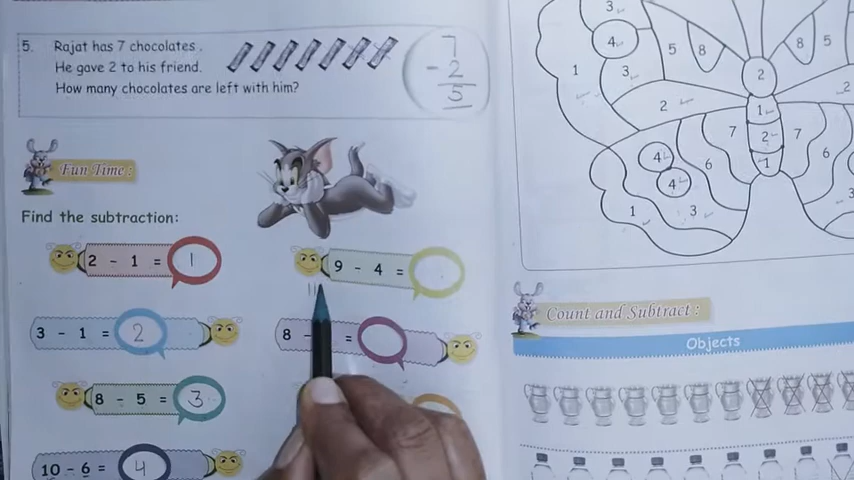 5. Rajat has 7 chocolates .
He gave 2 to his friend.
How many chocolates are left with him?
7
- 2
5
Fun Time :
Find the subtraction:
2 - 1 = 1
9 - 4 =
3 - 1 = 2
8 - =
8 - 5 = 3
10 - 6 = 4
3
4
3
1
5
8
2
2
8
5
2
1
2
1
7
7
4
6
6
4
1
3
3
Count and Subtract :
Objects